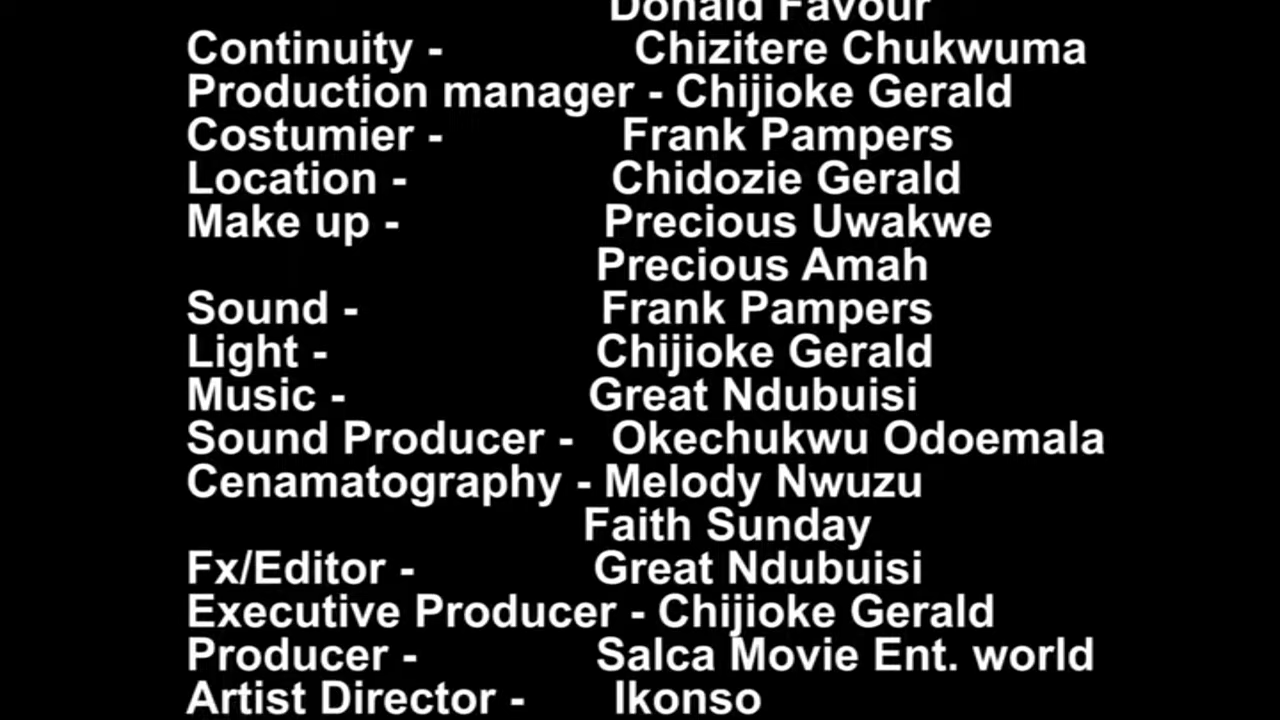 Donald Favour
Continuity - Chizitere Chukwuma
Production manager - Chijioke Gerald
Costumier - Frank Pampers
Location - Chidozie Gerald
Make up - Precious Uwakwe
Precious Amah
Sound - Frank Pampers
Light - Chijioke Gerald
Music - Great Ndubuisi
Sound Producer - Okechukwu Odoemala
Cenamatography - Melody Nwuzu
Faith Sunday
Fx/Editor - Great Ndubuisi
Executive Producer - Chijioke Gerald
Producer - Salca Movie Ent. world
Artist Director - Ikonso